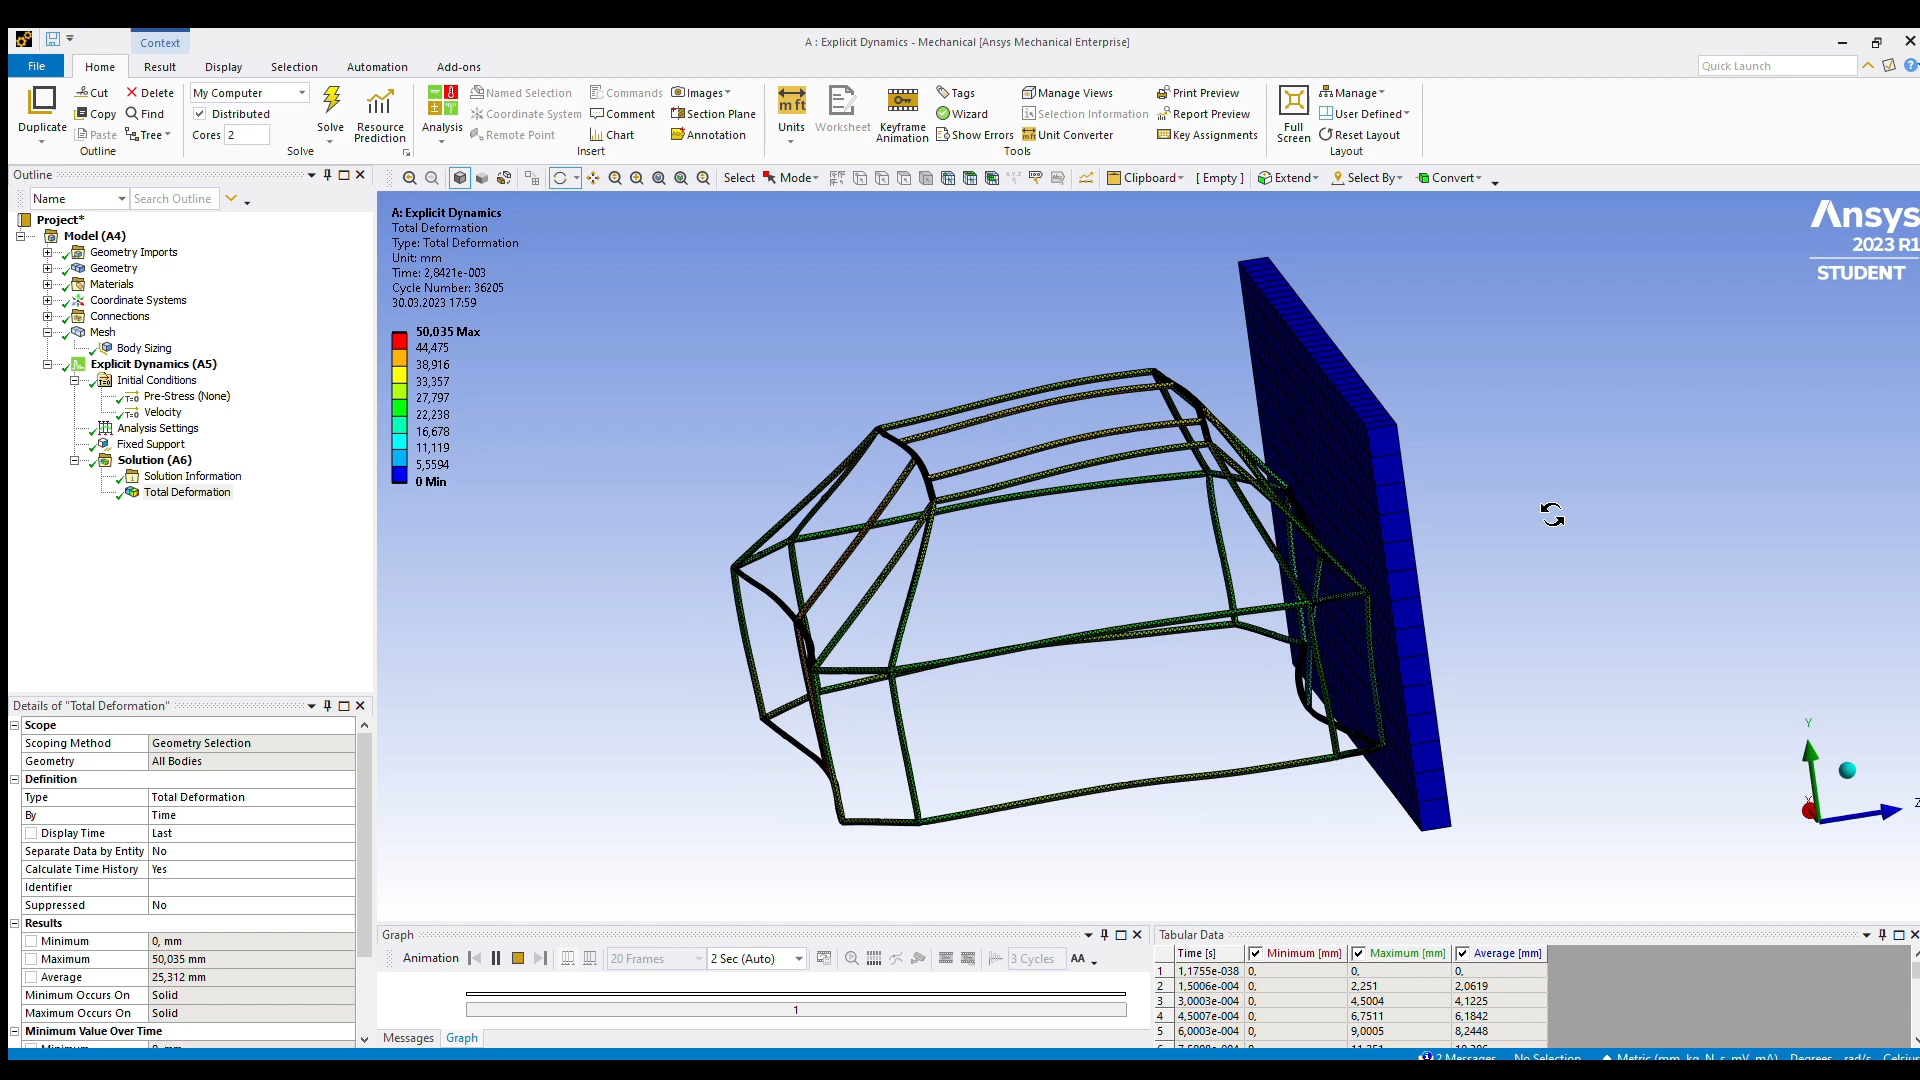 Context
A : Explicit Dynamics - Mechanical [Ansys Mechanical Enterprise]
File Home Result Display Selection Automation Add-ons Quick Launch
Duplicate
Cut
Copy
Paste
Delete
Find
Tree
Outline
My Computer
Distributed
Cores 2
Solve
Resource Prediction
Solve
Analysis
Named Selection
Coordinate System
Remote Point
Commands
Comment
Chart
Images
Section Plane
Annotation
Insert
Units
Worksheet
Keyframe Animation
Tags
Wizard
Show Errors
Manage Views
Selection Information
Unit Converter
Print Preview
Report Preview
Key Assignments
Tools
Full Screen
Manage
User Defined
Reset Layout
Layout
Outline
Name Search Outline
Select Mode Clipboard [ Empty ] Extend Select By Convert
Project*
Model (A4)
Geometry Imports
Geometry
Materials
Coordinate Systems
Connections
Mesh
Body Sizing
Explicit Dynamics (A5)
Initial Conditions
Pre-Stress (None)
Velocity
Analysis Settings
Fixed Support
Solution (A6)
Solution Information
Total Deformation
A: Explicit Dynamics
Total Deformation
Type: Total Deformation
Unit: mm
Time: 2,8421e-003
Cycle Number: 36205
30.03.2023 17:59
50,035 Max
44,475
38,916
33,357
27,797
22,238
16,678
11,119
5,5594
0 Min
Ansys
2023 R1
STUDENT
Y
X
Z
Details of "Total Deformation"
Scope
Scoping Method Geometry Selection
Geometry All Bodies
Definition
Type Total Deformation
By Time
Display Time Last
Separate Data by Entity No
Calculate Time History Yes
Identifier
Suppressed No
Results
Minimum 0, mm
Maximum 50,035 mm
Average 25,312 mm
Minimum Occurs On Solid
Maximum Occurs On Solid
Minimum Value Over Time
Graph
Animation 20 Frames 2 Sec (Auto) 3 Cycles AA
1
Messages Graph
Tabular Data
Time [s] Minimum [mm] Maximum [mm] Average [mm]
1 1,1755e-038 0, 0, 0,
2 1,5006e-004 0, 2,251 2,0619
3 3,0003e-004 0, 4,5004 4,1225
4 4,5007e-004 0, 6,7511 6,1842
5 6,0003e-004 0, 9,0005 8,2448
2 Messages No Selection Metric (mm, kg, N, s, mV, mA) Degrees rad/s Celsius